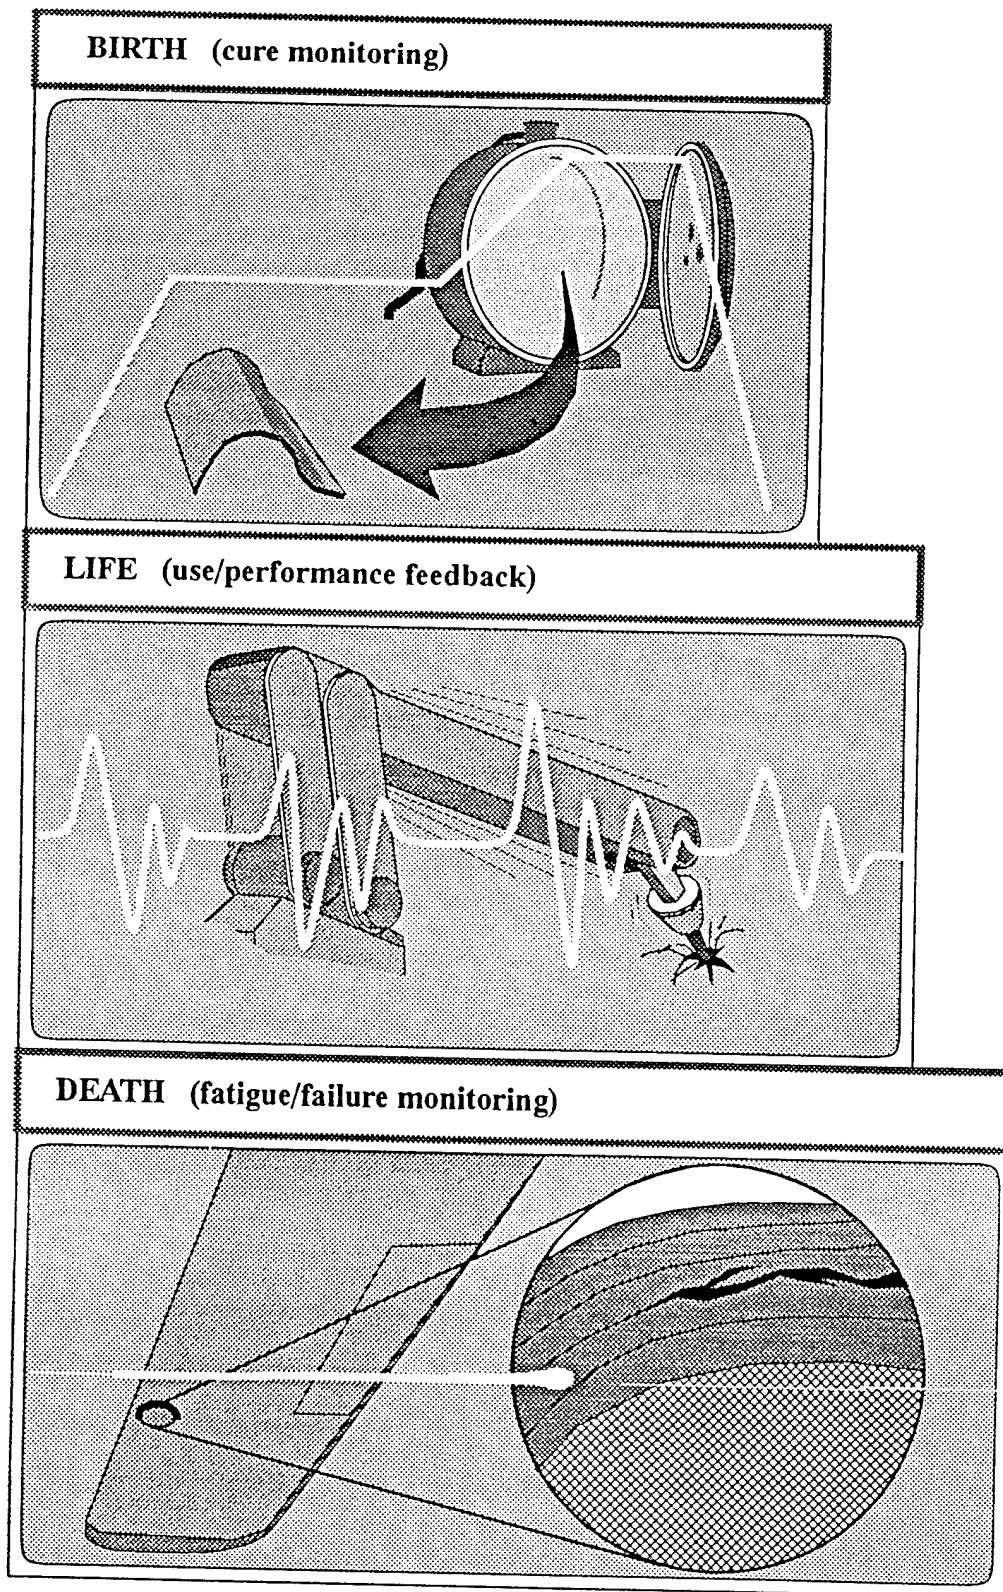 BIRTH (cure monitoring)
LIFE (use/performance feedback)
DEATH (fatigue/failure monitoring)